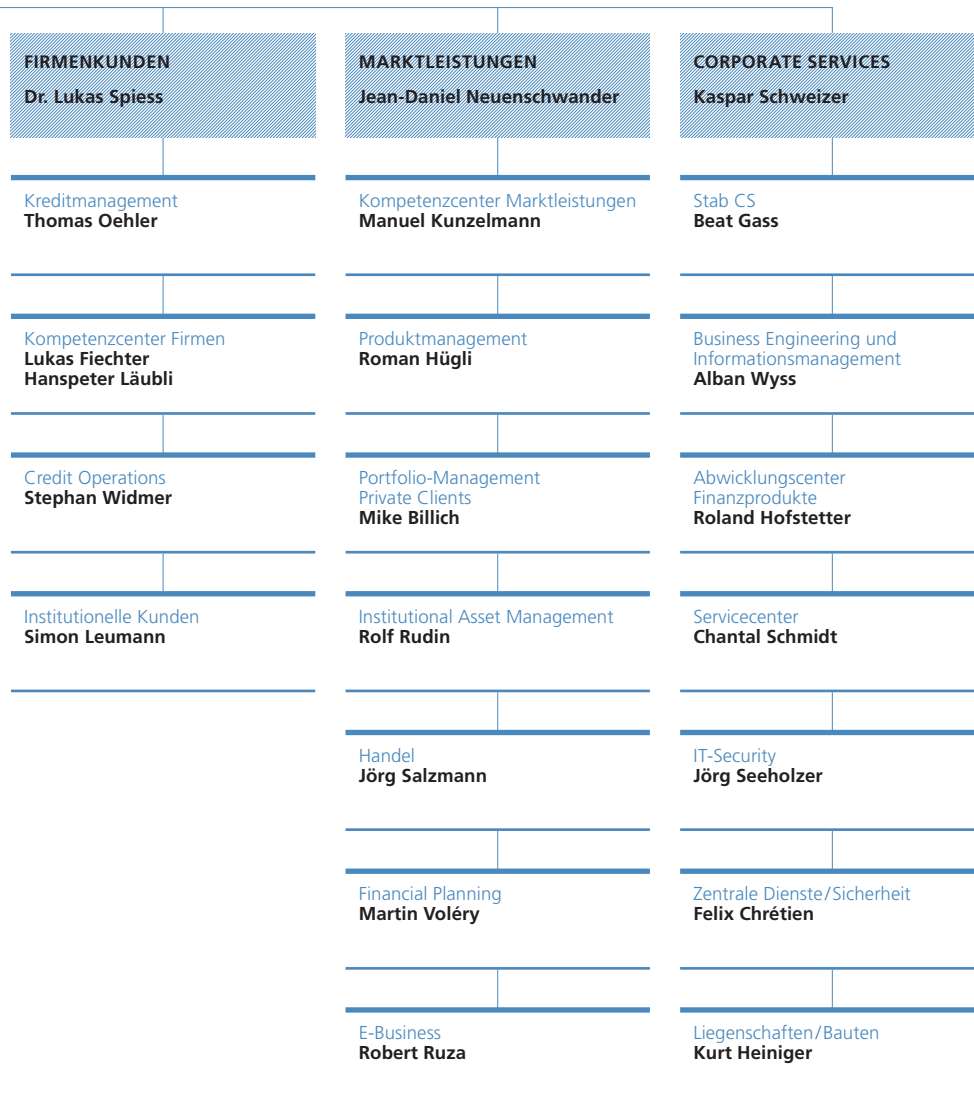 FIRMENKUNDEN
Dr. Lukas Spiess
Kreditmanagement
Thomas Oehler
Kompetenzcenter Firmen
Lukas Fiechter
Hanspeter Läubli
Credit Operations
Stephan Widmer
Institutionelle Kunden
Simon Leumann
MARKTLEISTUNGEN
Jean-Daniel Neuenschwander
Kompetenzcenter Marktleistungen
Manuel Kunzelmann
Produktmanagement
Roman Hügli
Portfolio-Management
Private Clients
Mike Billich
Institutional Asset Management
Rolf Rudin
Handel
Jörg Salzmann
Financial Planning
Martin Voléry
E-Business
Robert Ruza
CORPORATE SERVICES
Kaspar Schweizer
Stab CS
Beat Gass
Business Engineering und
Informationsmanagement
Alban Wyss
Abwicklungscenter
Finanzprodukte
Roland Hofstetter
Servicecenter
Chantal Schmidt
IT-Security
Jörg Seeholzer
Zentrale Dienste/Sicherheit
Felix Chrétien
Liegenschaften/Bauten
Kurt Heiniger